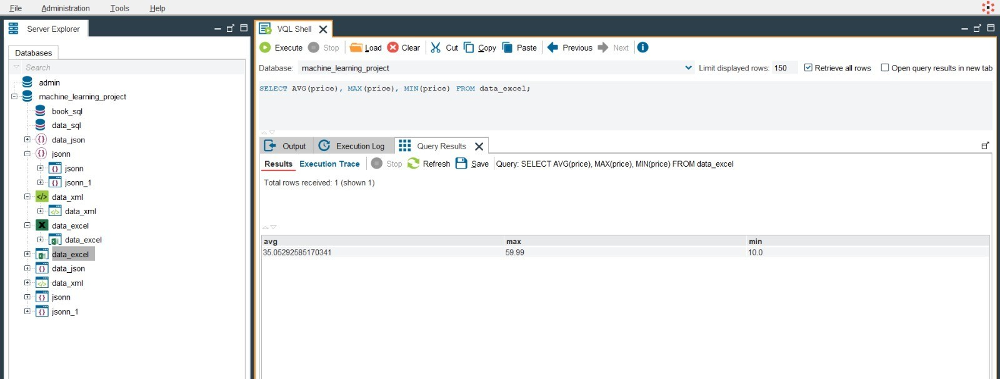 File Administration Tools Help
Server Explorer
Databases
Search
admin
machine_learning_project
book_sql
data_sql
data_json
jsonn
jsonn
jsonn_1
data_xml
data_xml
data_excel
data_excel
data_excel
data_json
data_xml
jsonn
jsonn_1
VQL Shell
Execute Stop Load Clear Cut Copy Paste Previous Next
Database: machine_learning_project Limit displayed rows: 150 Retrieve all rows Open query results in new tab
SELECT AVG(price), MAX(price), MIN(price) FROM data_excel;
Output Execution Log Query Results
Results Execution Trace Stop Refresh Save Query: SELECT AVG(price), MAX(price), MIN(price) FROM data_excel
Total rows received: 1 (shown 1)
avg max min
35.05292585170341 59.99 10.0